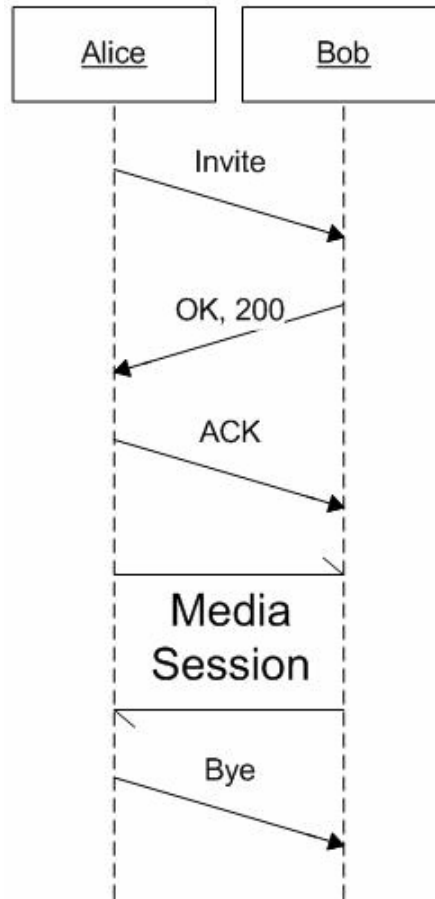 Alice
Bob
Invite
OK, 200
ACK
Media
Session
Bye